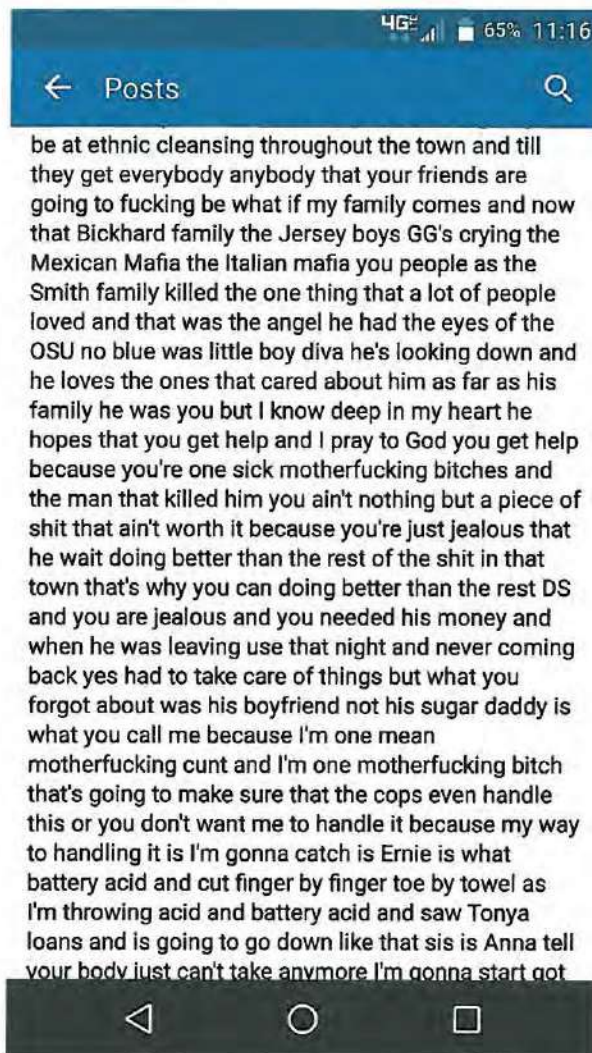 4G 65% 11:16
Posts
be at ethnic cleansing throughout the town and till
they get everybody anybody that your friends are
going to fucking be what if my family comes and now
that Bickhard family the Jersey boys GG's crying the
Mexican Mafia the Italian mafia you people as the
Smith family killed the one thing that a lot of people
loved and that was the angel he had the eyes of the
OSU no blue was little boy diva he's looking down and
he loves the ones that cared about him as far as his
family he was you but I know deep in my heart he
hopes that you get help and I pray to God you get help
because you're one sick motherfucking bitches and
the man that killed him you ain't nothing but a piece of
shit that ain't worth it because you're just jealous that
he wait doing better than the rest of the shit in that
town that's why you can doing better than the rest DS
and you are jealous and you needed his money and
when he was leaving use that night and never coming
back yes had to take care of things but what you
forgot about was his boyfriend not his sugar daddy is
what you call me because I'm one mean
motherfucking cunt and I'm one motherfucking bitch
that's going to make sure that the cops even handle
this or you don't want me to handle it because my way
to handling it is I'm gonna catch is Ernie is what
battery acid and cut finger by finger toe by towel as
I'm throwing acid and battery acid and saw Tonya
loans and is going to go down like that sis is Anna tell
your body just can't take anymore I'm gonna start got